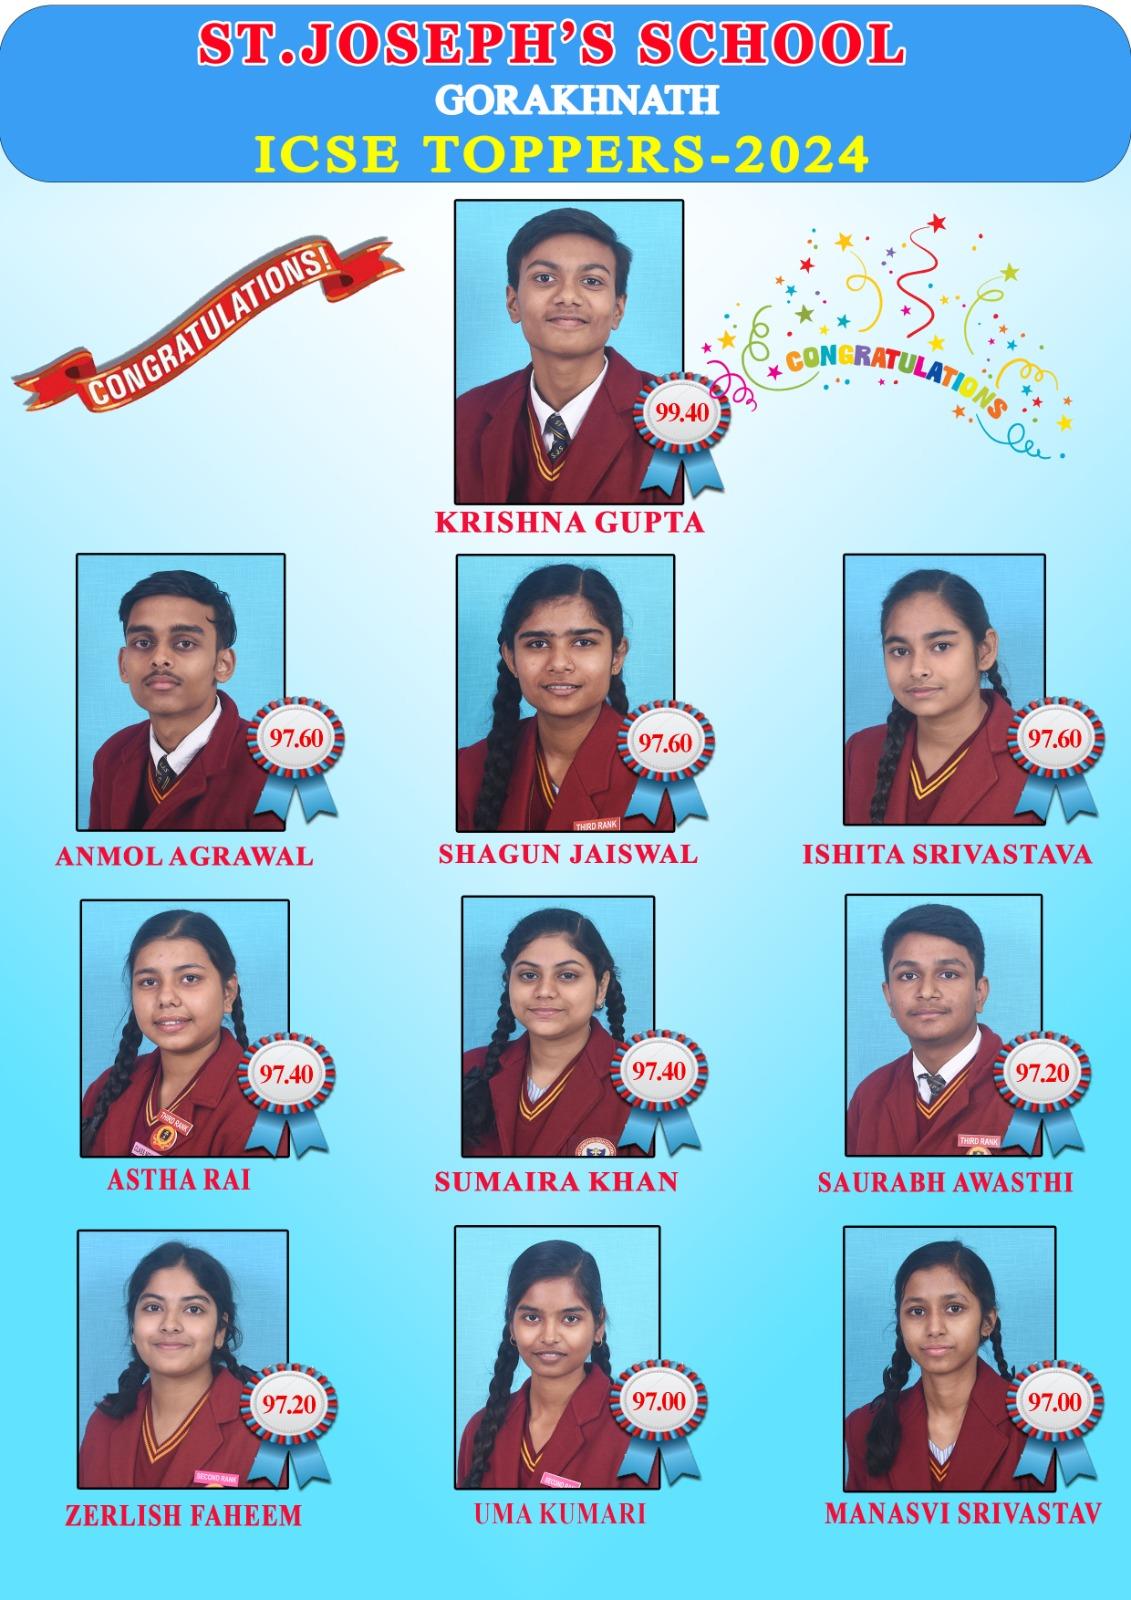 ST.JOSEPH'S SCHOOL
GORAKHNATH
ICSE TOPPERS-2024
CONGRATULATIONS!
CONGRATULATIONS
99.40
KRISHNA GUPTA
97.60
97.60
97.60
THIRD RANK
ANMOL AGRAWAL
SHAGUN JAISWAL
ISHITA SRIVASTAVA
97.40
97.40
97.20
THIRD RANK
THIRD RANK
ASTHA RAI
SUMAIRA KHAN
SAURABH AWASTHI
97.20
97.00
97.00
SECOND RANK
SECOND RANK
ZERLISH FAHEEM
UMA KUMARI
MANASVI SRIVASTAV